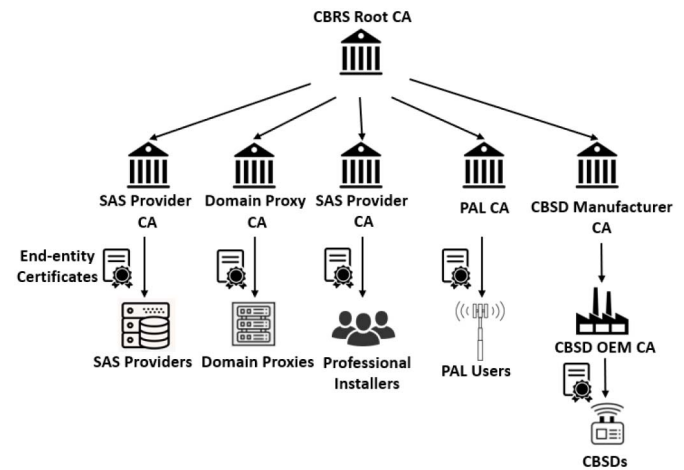 CBRS Root CA
SAS Provider
CA
Domain Proxy
CA
SAS Provider
CA
PAL CA
CBSD Manufacturer
CA
End-entity
Certificates
SAS Providers
Domain Proxies
Professional
Installers
PAL Users
CBSD OEM CA
CBSDs